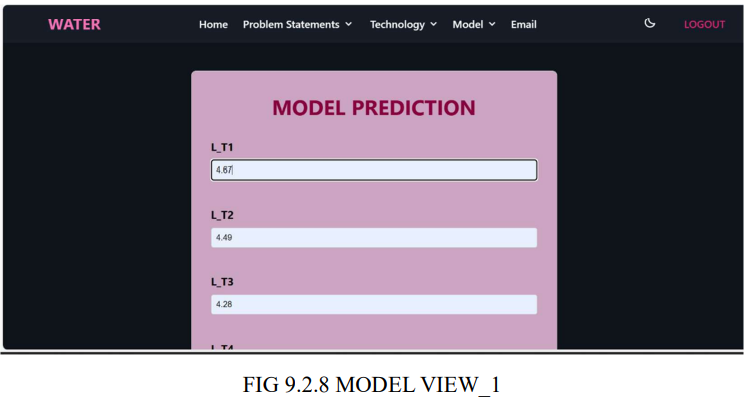 WATER Home Problem Statements Technology Model Email LOGOUT
MODEL PREDICTION
L_T1
4.67
L_T2
4.49
L_T3
4.28
L_T4
FIG 9.2.8 MODEL VIEW_1